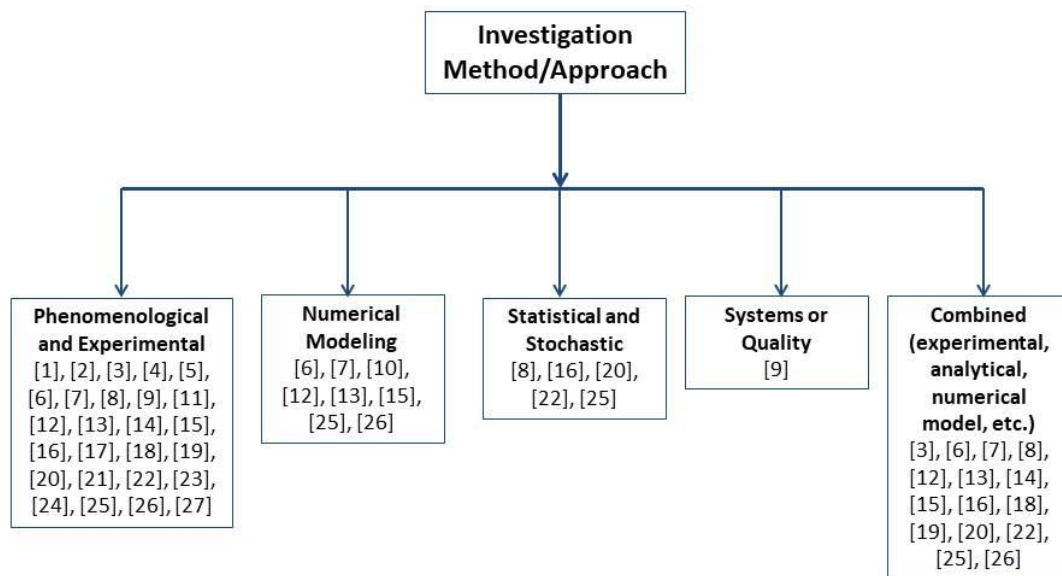 Investigation
Method/Approach
Phenomenological
and Experimental
[1], [2], [3], [4], [5],
[6], [7], [8], [9], [11],
[12], [13], [14], [15],
[16], [17], [18], [19],
[20], [21], [22], [23],
[24], [25], [26], [27]
Numerical
Modeling
[6], [7], [10],
[12], [13], [15],
[25], [26]
Statistical and
Stochastic
[8], [16], [20],
[22], [25]
Systems or
Quality
[9]
Combined
(experimental,
analytical,
numerical
model, etc.)
[3], [6], [7], [8],
[12], [13], [14],
[15], [16], [18],
[19], [20], [22],
[25], [26]